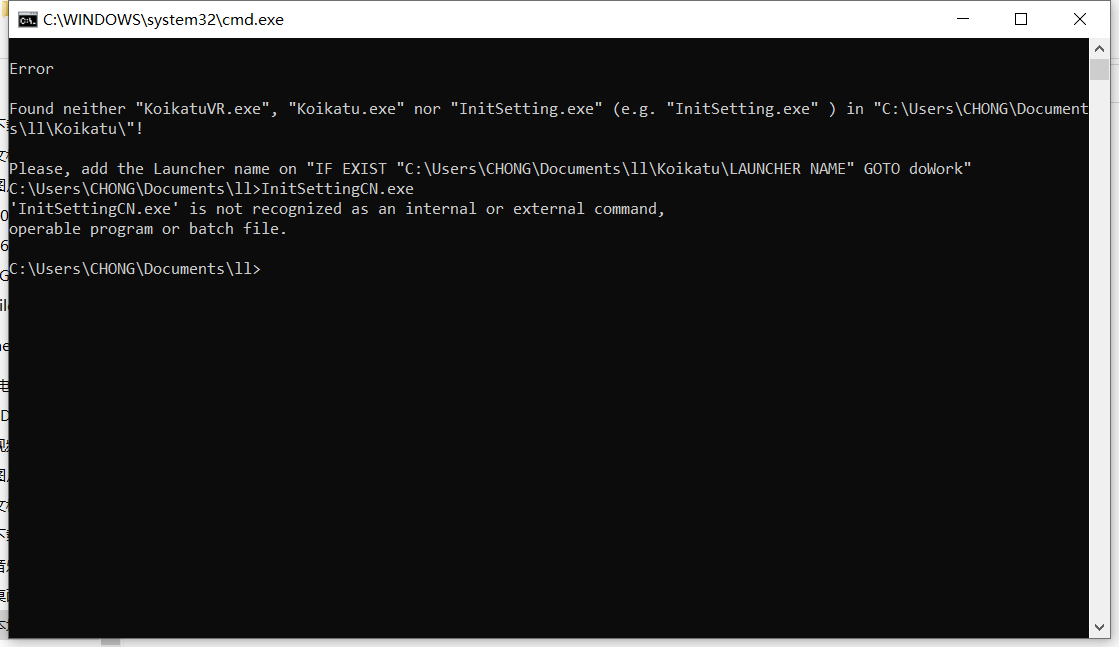 C:\WINDOWS\system32\cmd.exe
Error
Found neither "KoikatuVR.exe", "Koikatu.exe" nor "InitSetting.exe" (e.g. "InitSetting.exe" ) in "C:\Users\CHONG\Document
s\ll\Koikatu\"!
Please, add the Launcher name on "IF EXIST "C:\Users\CHONG\Documents\ll\Koikatu\LAUNCHER NAME" GOTO doWork"
C:\Users\CHONG\Documents\ll>InitSettingCN.exe
'InitSettingCN.exe' is not recognized as an internal or external command,
operable program or batch file.
C:\Users\CHONG\Documents\ll>